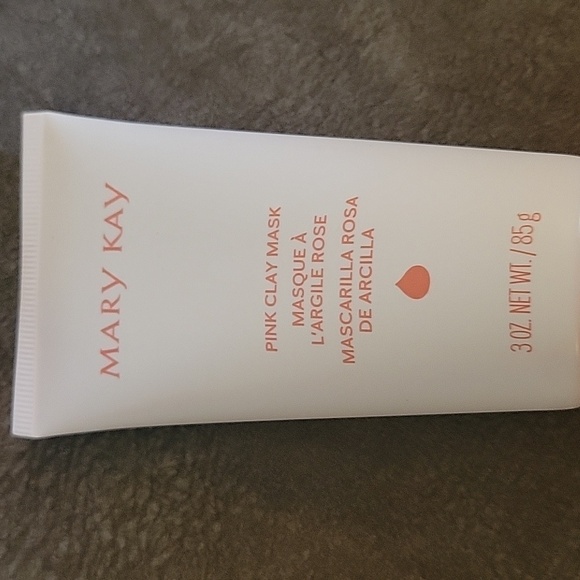 MARY KAY
PINK CLAY MASK
MASQUE À
L'ARGILE ROSE
MASCARILLA ROSA
DE ARCILLA
3 OZ. NET WT. / 85 g